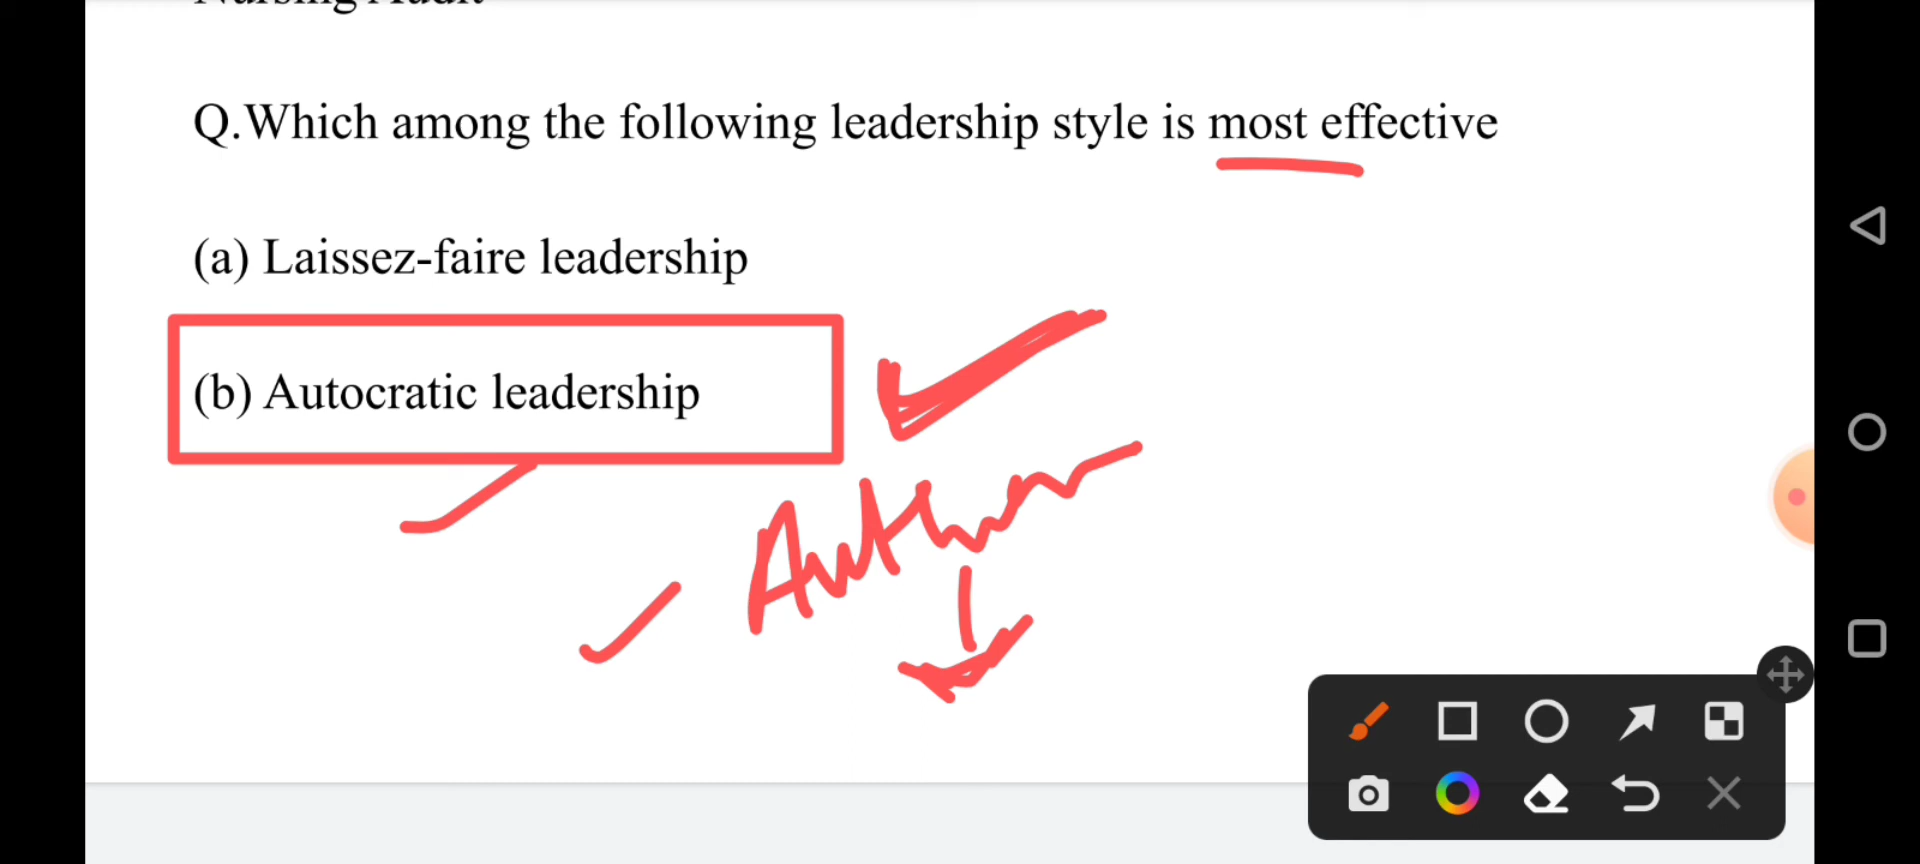 Q.Which among the following leadership style is most effective
(a) Laissez-faire leadership
(b) Autocratic leadership